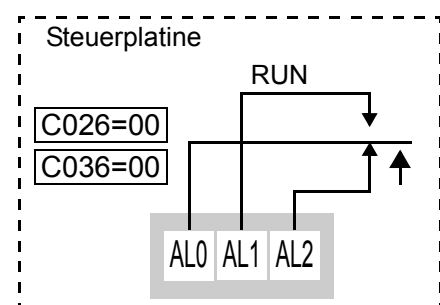 Steuerplatine
RUN
C026=00
C036=00
AL0 AL1 AL2